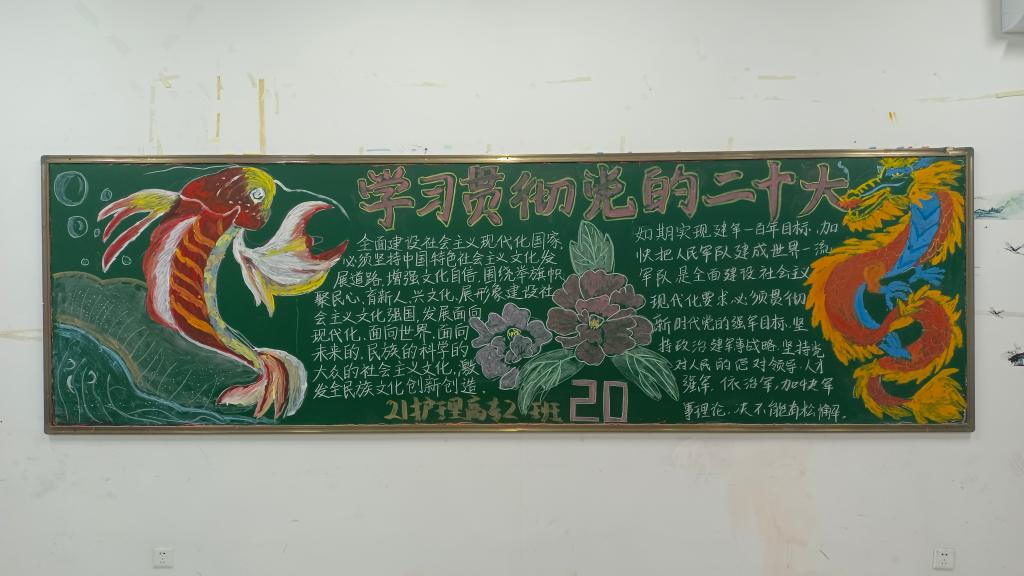 学习贯彻党的二十大
全面建设社会主义现代化国家,
必须坚持中国特色社会主义文化发
展道路,增强文化自信,围绕举旗帜
聚民心、育新人、兴文化、展形象建设社
会主义文化强国,发展面向
现代化,面向世界,面向
未来的,民族的科学的
大众的社会主义文化,激
发全民族文化创新创造
如期实现建军一百年目标,加
快把人民军队建成世界一流
军队,是全面建设社会主义
现代化要求必须贯彻
新时代党的强军目标,坚
持政治建军战略,坚持党
对人民的绝对领导,人才
强军、依治军,加快军
事理论,决不能有松懈。
21护理高专2班
20